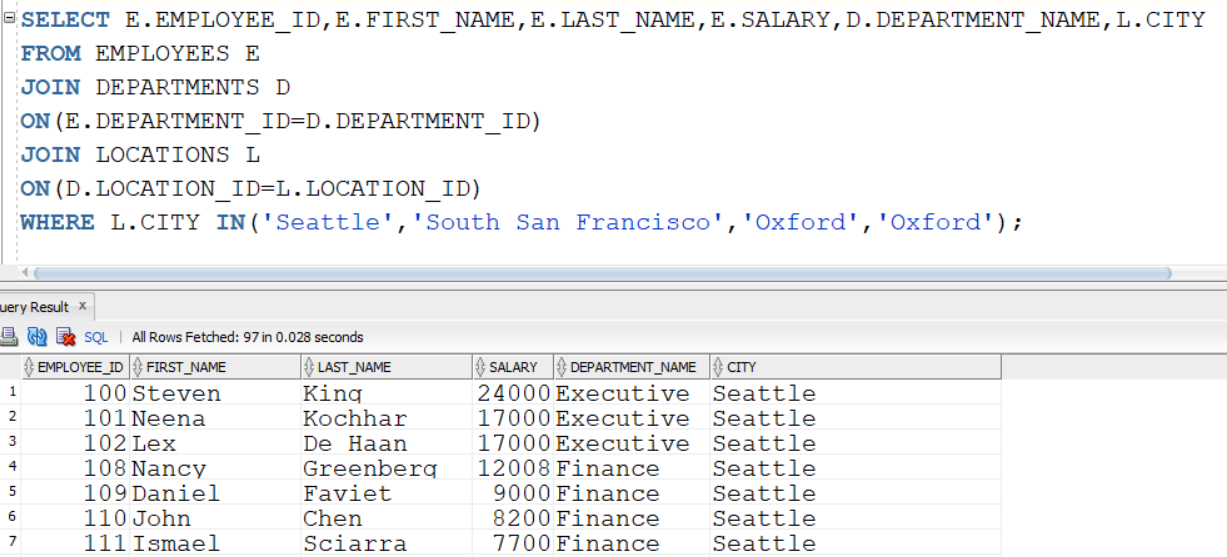 SELECT E.EMPLOYEE_ID,E.FIRST_NAME,E.LAST_NAME,E.SALARY,D.DEPARTMENT_NAME,L.CITY
FROM EMPLOYEES E
JOIN DEPARTMENTS D
ON(E.DEPARTMENT_ID=D.DEPARTMENT_ID)
JOIN LOCATIONS L
ON(D.LOCATION_ID=L.LOCATION_ID)
WHERE L.CITY IN('Seattle','South San Francisco','Oxford','Oxford');
uery Result x
SQL | All Rows Fetched: 97 in 0.028 seconds
EMPLOYEE_ID FIRST_NAME LAST_NAME SALARY DEPARTMENT_NAME CITY
1 100 Steven King 24000 Executive Seattle
2 101 Neena Kochhar 17000 Executive Seattle
3 102 Lex De Haan 17000 Executive Seattle
4 108 Nancy Greenberg 12008 Finance Seattle
5 109 Daniel Faviet 9000 Finance Seattle
6 110 John Chen 8200 Finance Seattle
7 111 Ismael Sciarra 7700 Finance Seattle